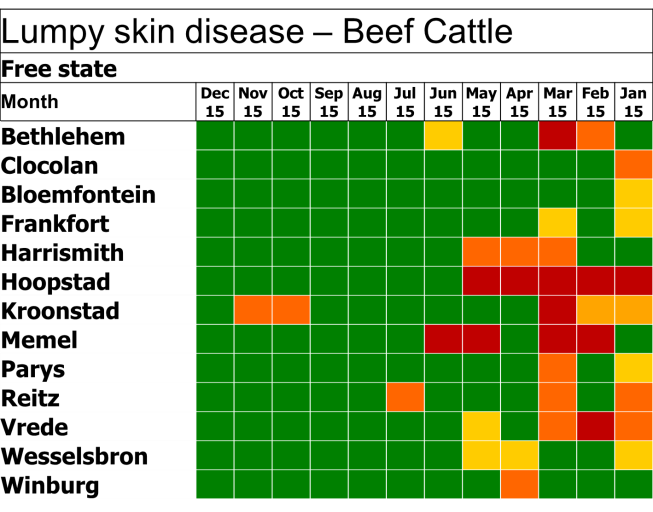 Lumpy skin disease – Beef Cattle
Free state
Month Dec 15 Nov 15 Oct 15 Sep 15 Aug 15 Jul 15 Jun 15 May 15 Apr 15 Mar 15 Feb 15 Jan 15
Bethlehem
Clocolan
Bloemfontein
Frankfort
Harrismith
Hoopstad
Kroonstad
Memel
Parys
Reitz
Vrede
Wesselsbron
Winburg